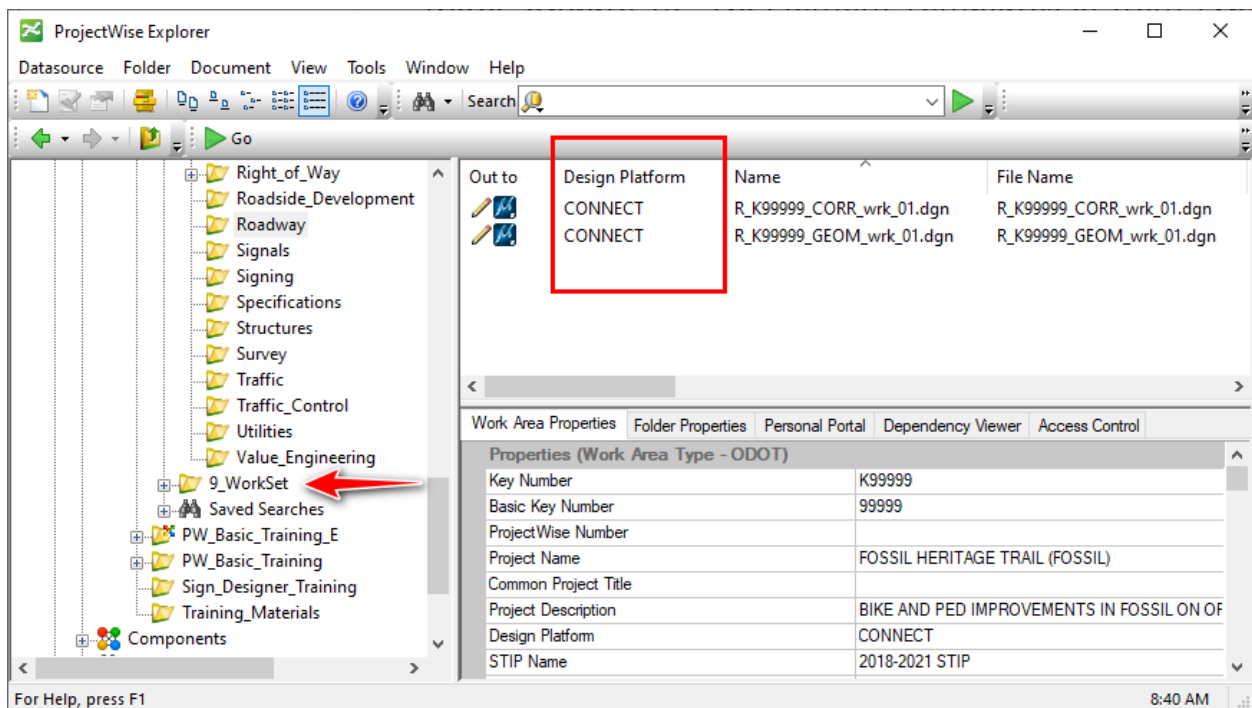 ProjectWise Explorer
Datasource Folder Document View Tools Window Help
Search
Go
Right_of_Way
Roadside_Development
Roadway
Signals
Signing
Specifications
Structures
Survey
Traffic
Traffic_Control
Utilities
Value_Engineering
9_WorkSet
Saved Searches
PW_Basic_Training_E
PW_Basic_Training
Sign_Designer_Training
Training_Materials
Components
Out to Design Platform Name File Name
CONNECT R_K99999_CORR_wrk_01.dgn R_K99999_CORR_wrk_01.dgn
CONNECT R_K99999_GEOM_wrk_01.dgn R_K99999_GEOM_wrk_01.dgn
Work Area Properties Folder Properties Personal Portal Dependency Viewer Access Control
Properties (Work Area Type - ODOT)
Key Number K99999
Basic Key Number 99999
ProjectWise Number
Project Name FOSSIL HERITAGE TRAIL (FOSSIL)
Common Project Title
Project Description BIKE AND PED IMPROVEMENTS IN FOSSIL ON OF
Design Platform CONNECT
STIP Name 2018-2021 STIP
For Help, press F1 8:40 AM